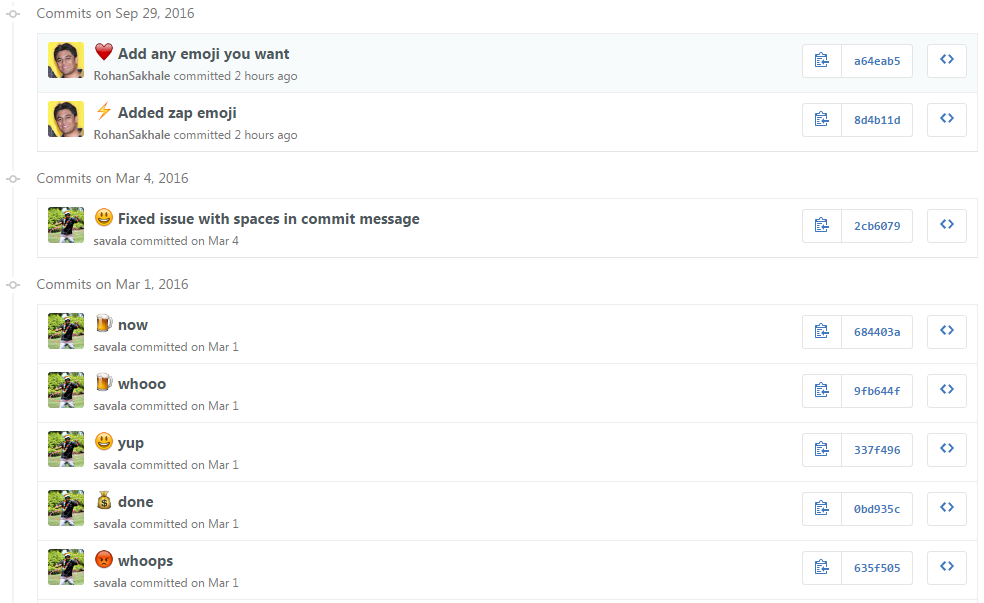 Commits on Sep 29, 2016
❤️ Add any emoji you want
RohanSakhale committed 2 hours ago
a64eab5
⚡ Added zap emoji
RohanSakhale committed 2 hours ago
8d4b11d
Commits on Mar 4, 2016
😃 Fixed issue with spaces in commit message
savala committed on Mar 4
2cb6079
Commits on Mar 1, 2016
🍺 now
savala committed on Mar 1
684403a
🍺 whooo
savala committed on Mar 1
9fb644f
😃 yup
savala committed on Mar 1
337f496
💰 done
savala committed on Mar 1
0bd935c
😡 whoops
savala committed on Mar 1
635f505